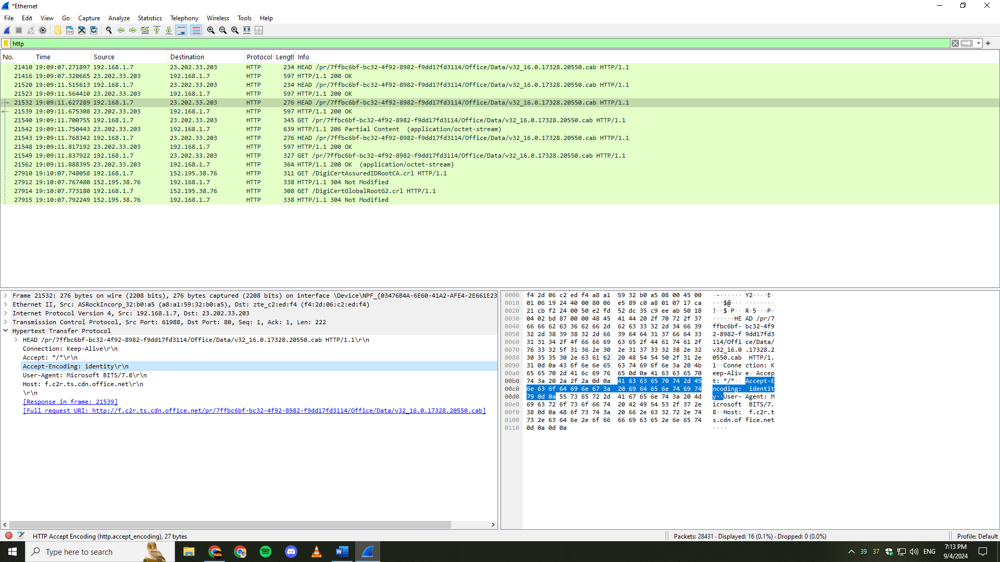 *Ethernet
File Edit View Go Capture Analyze Statistics Telephony Wireless Tools Help
http
No. Time Source Destination Protocol Lengtl Info
21410 19:09:07.271897 192.168.1.7 23.202.33.203 HTTP 234 HEAD /pr/7ffbc6bf-bc32-4f92-8982-f9dd17fd3114/Office/Data/v32_16.0.17328.20550.cab HTTP/1.1
21416 19:09:07.320665 23.202.33.203 192.168.1.7 HTTP 597 HTTP/1.1 200 OK
21520 19:09:11.515613 192.168.1.7 23.202.33.203 HTTP 234 HEAD /pr/7ffbc6bf-bc32-4f92-8982-f9dd17fd3114/Office/Data/v32_16.0.17328.20550.cab HTTP/1.1
21523 19:09:11.564410 23.202.33.203 192.168.1.7 HTTP 597 HTTP/1.1 200 OK
21532 19:09:11.627289 192.168.1.7 23.202.33.203 HTTP 276 HEAD /pr/7ffbc6bf-bc32-4f92-8982-f9dd17fd3114/Office/Data/v32_16.0.17328.20550.cab HTTP/1.1
21539 19:09:11.675308 23.202.33.203 192.168.1.7 HTTP 597 HTTP/1.1 200 OK
21540 19:09:11.700755 192.168.1.7 23.202.33.203 HTTP 345 GET /pr/7ffbc6bf-bc32-4f92-8982-f9dd17fd3114/Office/Data/v32_16.0.17328.20550.cab HTTP/1.1
21542 19:09:11.750443 23.202.33.203 192.168.1.7 HTTP 639 HTTP/1.1 206 Partial Content (application/octet-stream)
21543 19:09:11.768342 192.168.1.7 23.202.33.203 HTTP 276 HEAD /pr/7ffbc6bf-bc32-4f92-8982-f9dd17fd3114/Office/Data/v32_16.0.17328.20550.cab HTTP/1.1
21548 19:09:11.817192 23.202.33.203 192.168.1.7 HTTP 597 HTTP/1.1 200 OK
21549 19:09:11.837922 192.168.1.7 23.202.33.203 HTTP 327 GET /pr/7ffbc6bf-bc32-4f92-8982-f9dd17fd3114/Office/Data/v32_16.0.17328.20550.cab HTTP/1.1
21562 19:09:11.888395 23.202.33.203 192.168.1.7 HTTP 364 HTTP/1.1 200 OK (application/octet-stream)
27910 19:10:07.748058 192.168.1.7 152.195.38.76 HTTP 311 GET /DigiCertAssuredIDRootCA.crl HTTP/1.1
27912 19:10:07.767480 152.195.38.76 192.168.1.7 HTTP 338 HTTP/1.1 304 Not Modified
27914 19:10:07.773180 192.168.1.7 152.195.38.76 HTTP 308 GET /DigiCertGlobalRootG2.crl HTTP/1.1
27915 19:10:07.792249 152.195.38.76 192.168.1.7 HTTP 338 HTTP/1.1 304 Not Modified
Frame 21532: 276 bytes on wire (2208 bits), 276 bytes captured (2208 bits) on interface \Device\NPF_{03476B4A-6E60-41A2-AFE4-2E661E23
Ethernet II, Src: ASRockIncorp_32:b0:a5 (a8:a1:59:32:b0:a5), Dst: zte_c2:ed:f4 (f4:2d:06:c2:ed:f4)
Internet Protocol Version 4, Src: 192.168.1.7, Dst: 23.202.33.203
Transmission Control Protocol, Src Port: 61988, Dst Port: 80, Seq: 1, Ack: 1, Len: 222
Hypertext Transfer Protocol
HEAD /pr/7ffbc6bf-bc32-4f92-8982-f9dd17fd3114/Office/Data/v32_16.0.17328.20550.cab HTTP/1.1\r\n
Connection: Keep-Alive\r\n
Accept: */*\r\n
Accept-Encoding: identity\r\n
User-Agent: Microsoft BITS/7.8\r\n
Host: f.c2r.ts.cdn.office.net\r\n
\r\n
[Response in frame: 21539]
[Full request URI: http://f.c2r.ts.cdn.office.net/pr/7ffbc6bf-bc32-4f92-8982-f9dd17fd3114/Office/Data/v32_16.0.17328.20550.cab]
0000 f4 2d 06 c2 ed f4 a8 a1 59 32 b0 a5 08 00 45 00 ·-······ Y2····E·
0010 01 06 19 24 40 00 80 06 e5 89 c0 a8 01 07 17 ca ···$@··· ········
0020 21 cb f2 24 00 50 e2 fd 52 dc 35 c9 ee ab 50 18 !··$·P·· R·5···P·
0030 04 02 bd 87 00 00 48 45 41 44 20 2f 70 72 2f 37 ······HE AD /pr/7
0040 66 66 62 63 36 62 66 2d 62 63 33 32 2d 34 66 39 ffbc6bf- bc32-4f9
0050 32 2d 38 39 38 32 2d 66 39 64 64 31 37 66 64 33 2-8982-f 9dd17fd3
0060 31 31 34 2f 4f 66 66 69 63 65 2f 44 61 74 61 2f 114/Offi ce/Data/
0070 76 33 32 5f 31 36 2e 30 2e 31 37 33 32 38 2e 32 v32_16.0 .17328.2
0080 30 35 35 30 2e 63 61 62 20 48 54 54 50 2f 31 2e 0550.cab HTTP/1.
0090 31 0d 0a 43 6f 6e 6e 65 63 74 69 6f 6e 3a 20 4b 1··Conne ction: K
00a0 65 65 70 2d 41 6c 69 76 65 0d 0a 41 63 63 65 70 eep-Aliv e··Accep
00b0 74 3a 20 2a 2f 2a 0d 0a 41 63 63 65 70 74 2d 45 t: */*·· Accept-E
00c0 6e 63 6f 64 69 6e 67 3a 20 69 64 65 6e 74 69 74 ncoding: identit
00d0 79 0d 0a 55 73 65 72 2d 41 67 65 6e 74 3a 20 4d y··User- Agent: M
00e0 69 63 72 6f 73 6f 66 74 20 42 49 54 53 2f 37 2e icrosoft BITS/7.
00f0 38 0d 0a 48 6f 73 74 3a 20 66 2e 63 32 72 2e 74 8··Host: f.c2r.t
0100 73 2e 63 64 6e 2e 6f 66 66 69 63 65 2e 6e 65 74 s.cdn.of fice.net
0110 0d 0a 0d 0a ····
HTTP Accept Encoding (http.accept_encoding), 27 bytes
Packets: 28431 · Displayed: 16 (0.1%) · Dropped: 0 (0.0%)
Profile: Default
Type here to search
39 37 ENG
7:13 PM
9/4/2024